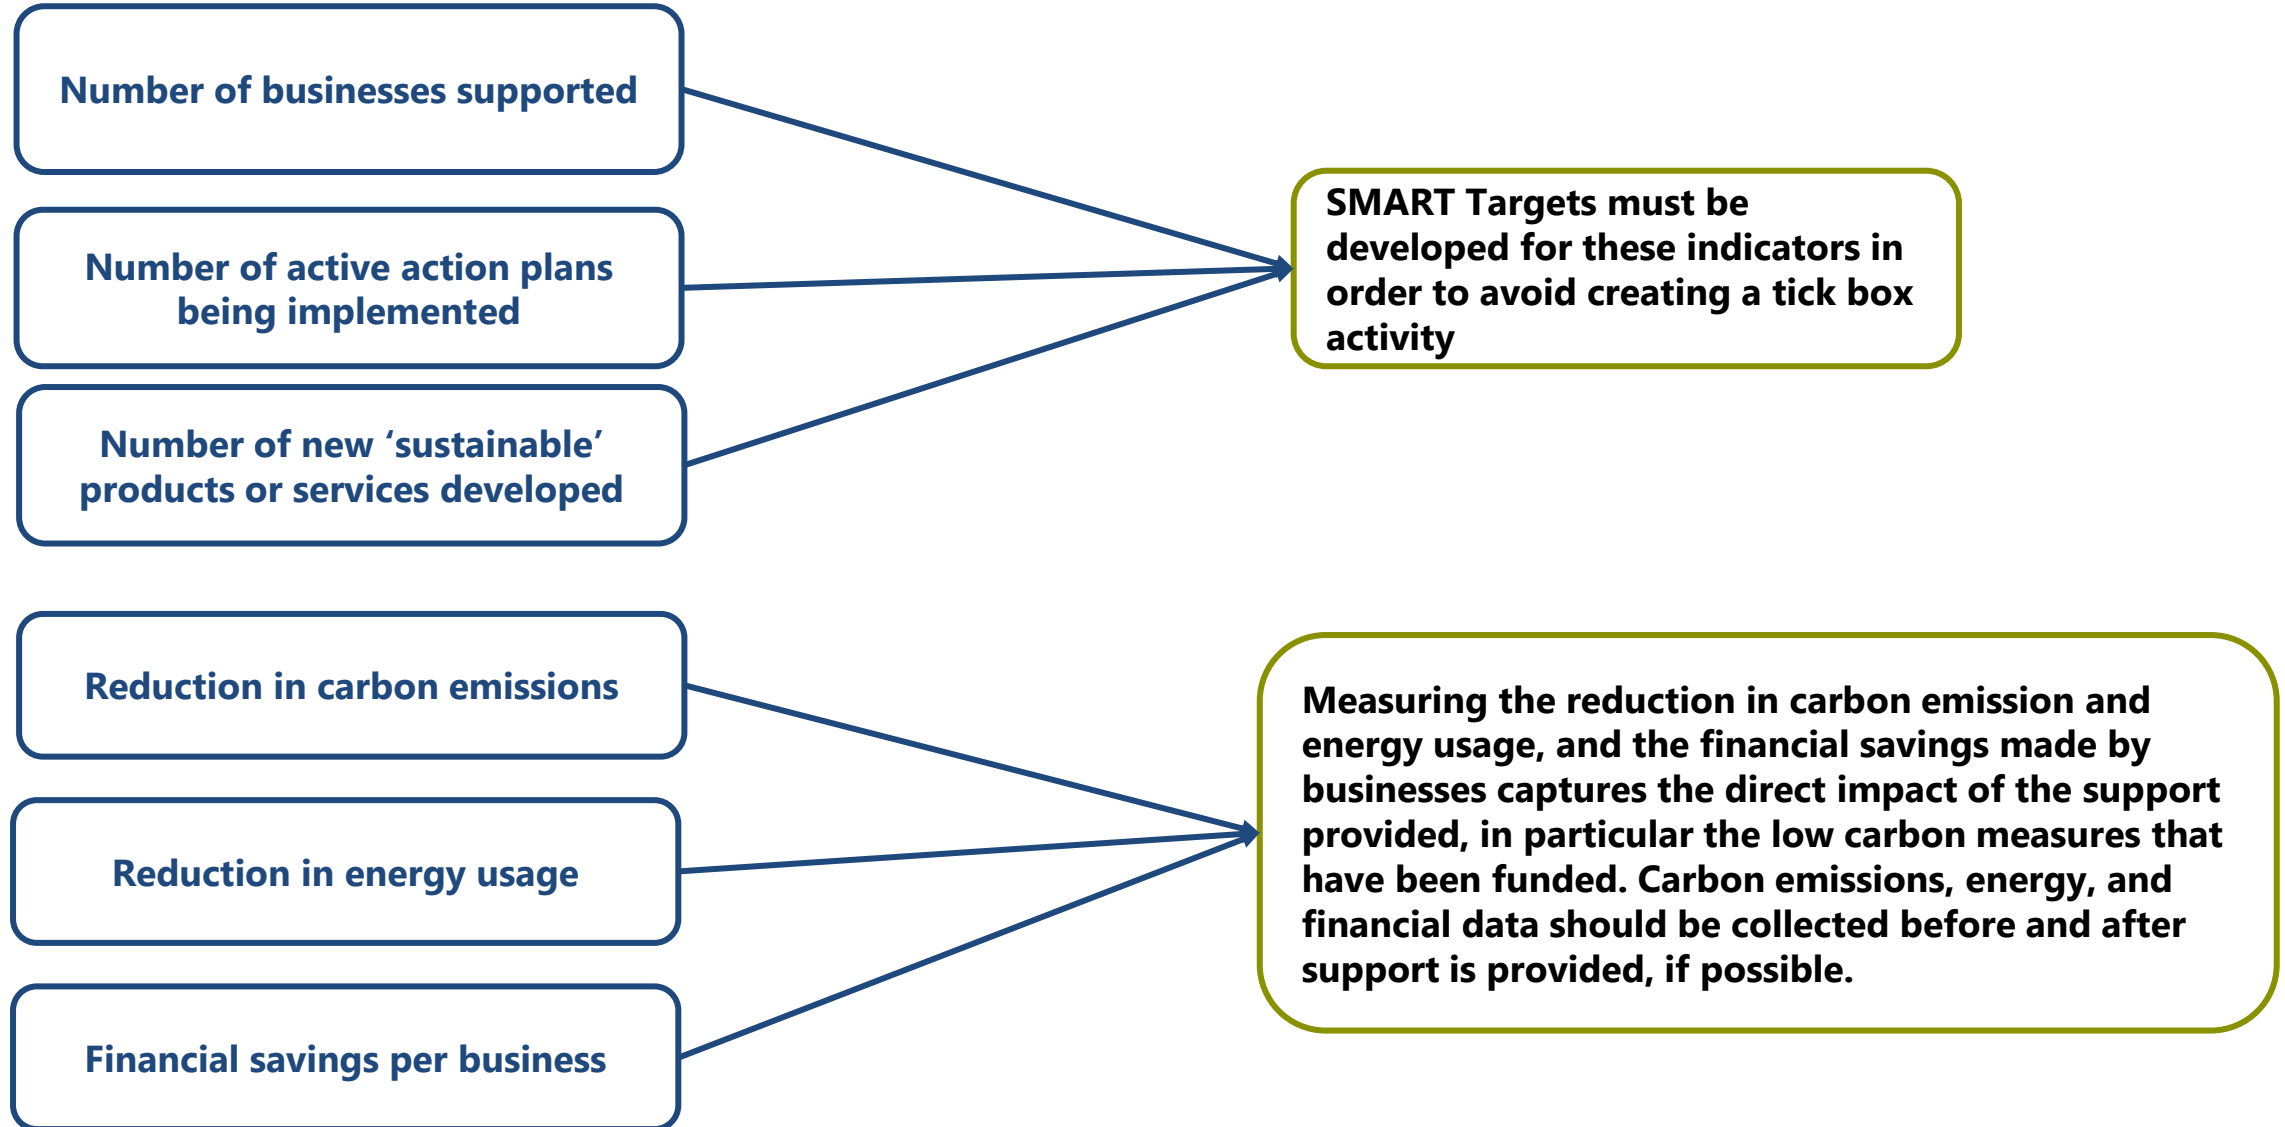 Number of businesses supported
Number of active action plans
being implemented
Number of new ‘sustainable’
products or services developed
SMART Targets must be
developed for these indicators in
order to avoid creating a tick box
activity
Reduction in carbon emissions
Reduction in energy usage
Financial savings per business
Measuring the reduction in carbon emission and
energy usage, and the financial savings made by
businesses captures the direct impact of the support
provided, in particular the low carbon measures that
have been funded. Carbon emissions, energy, and
financial data should be collected before and after
support is provided, if possible.